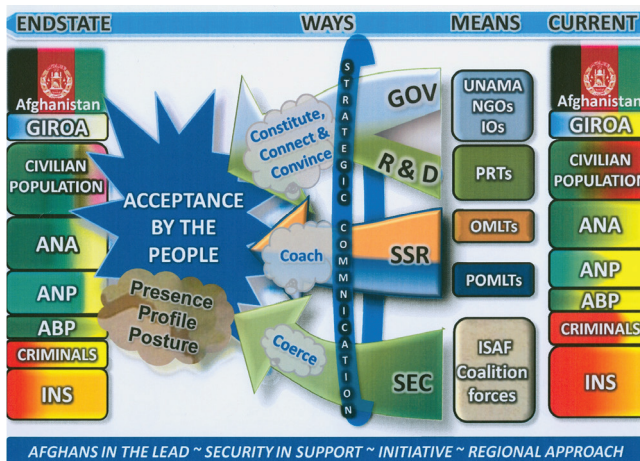 ENDSTATE
WAYS
MEANS
CURRENT
Afghanistan
GIROA
CIVILIAN
POPULATION
ANA
ANP
ABP
CRIMINALS
INS
ACCEPTANCE
BY THE
PEOPLE
Presence
Profile
Posture
Constitute,
Connect &
Convince
Coach
Coerce
STRATEGIC COMMNICATION
GOV
R & D
SSR
SEC
UNAMA
NGOs
IOs
PRTs
OMLTs
POMLTs
ISAF
Coalition
forces
Afghanistan
GIROA
CIVILIAN
POPULATION
ANA
ANP
ABP
CRIMINALS
INS
AFGHANS IN THE LEAD ~ SECURITY IN SUPPORT ~ INITIATIVE ~ REGIONAL APPROACH